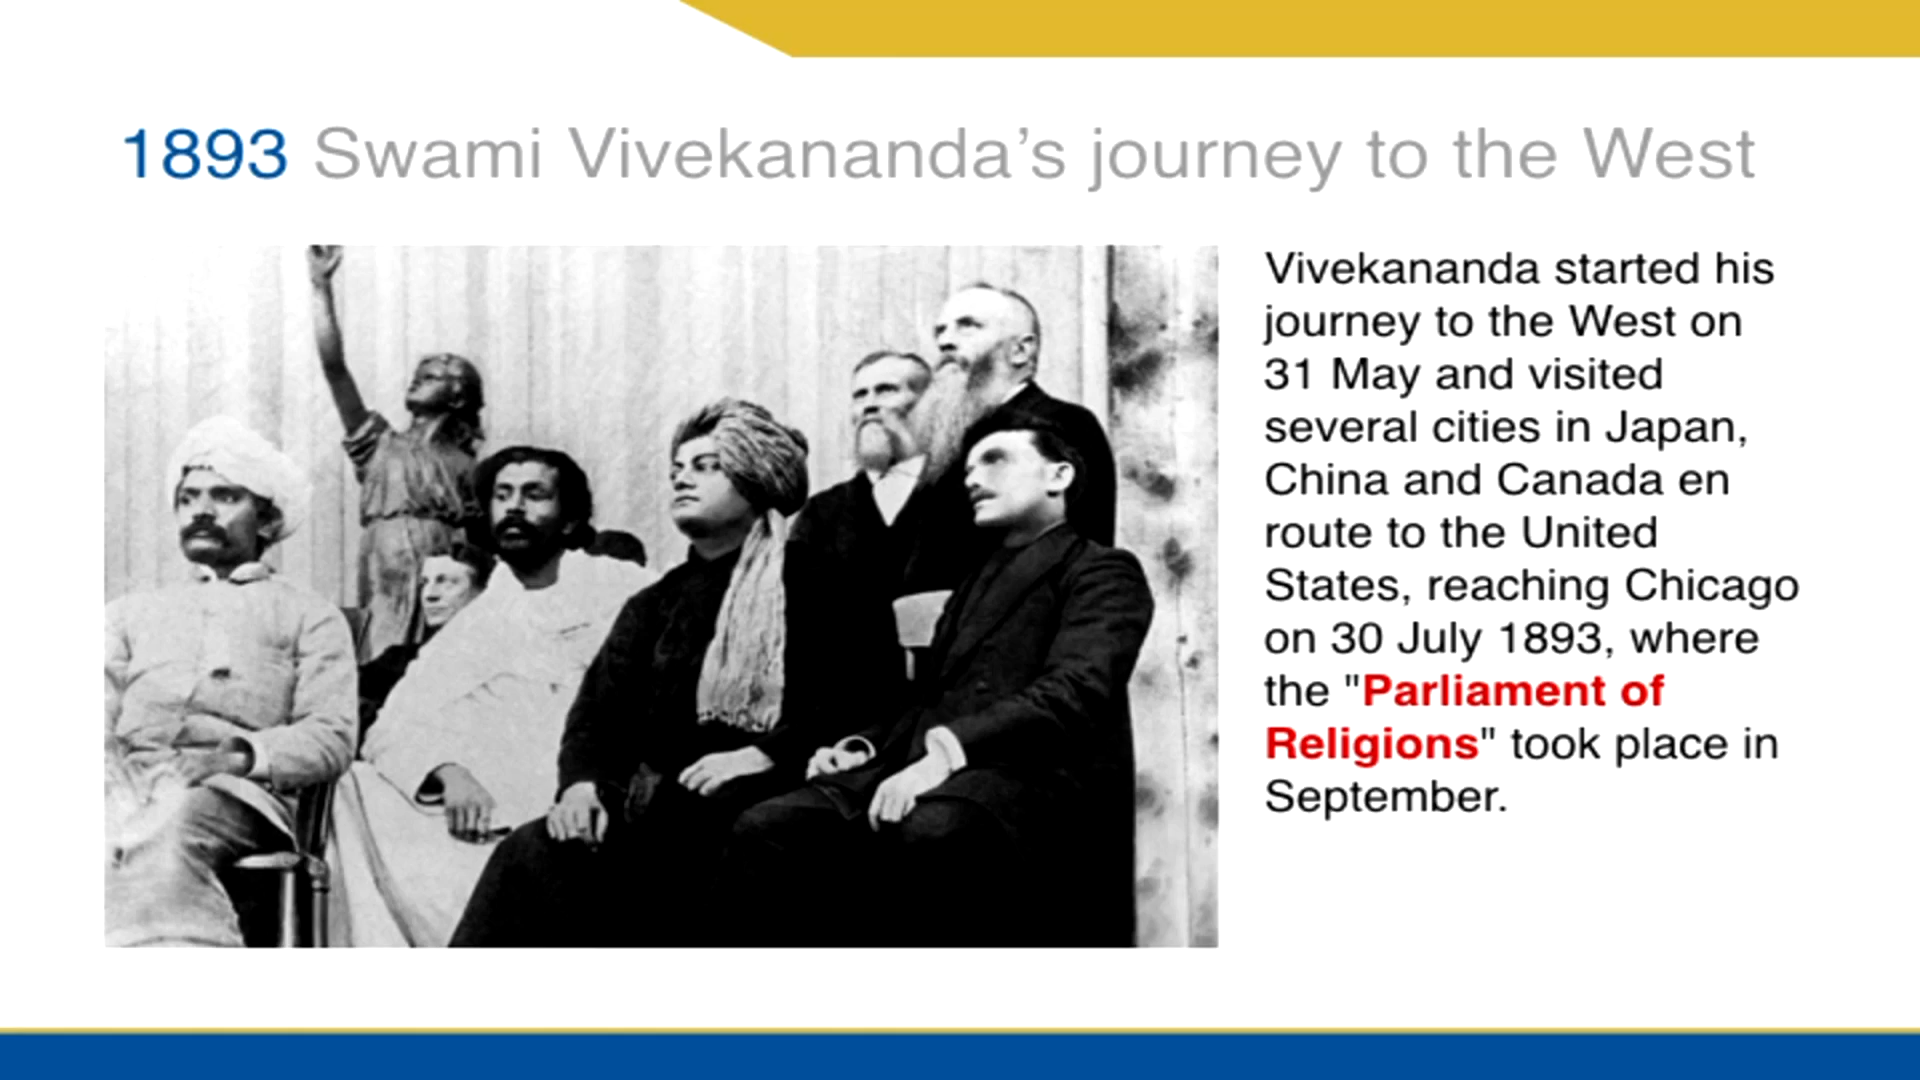 1893 Swami Vivekananda’s journey to the West
Vivekananda started his
journey to the West on
31 May and visited
several cities in Japan,
China and Canada en
route to the United
States, reaching Chicago
on 30 July 1893, where
the "Parliament of
Religions" took place in
September.